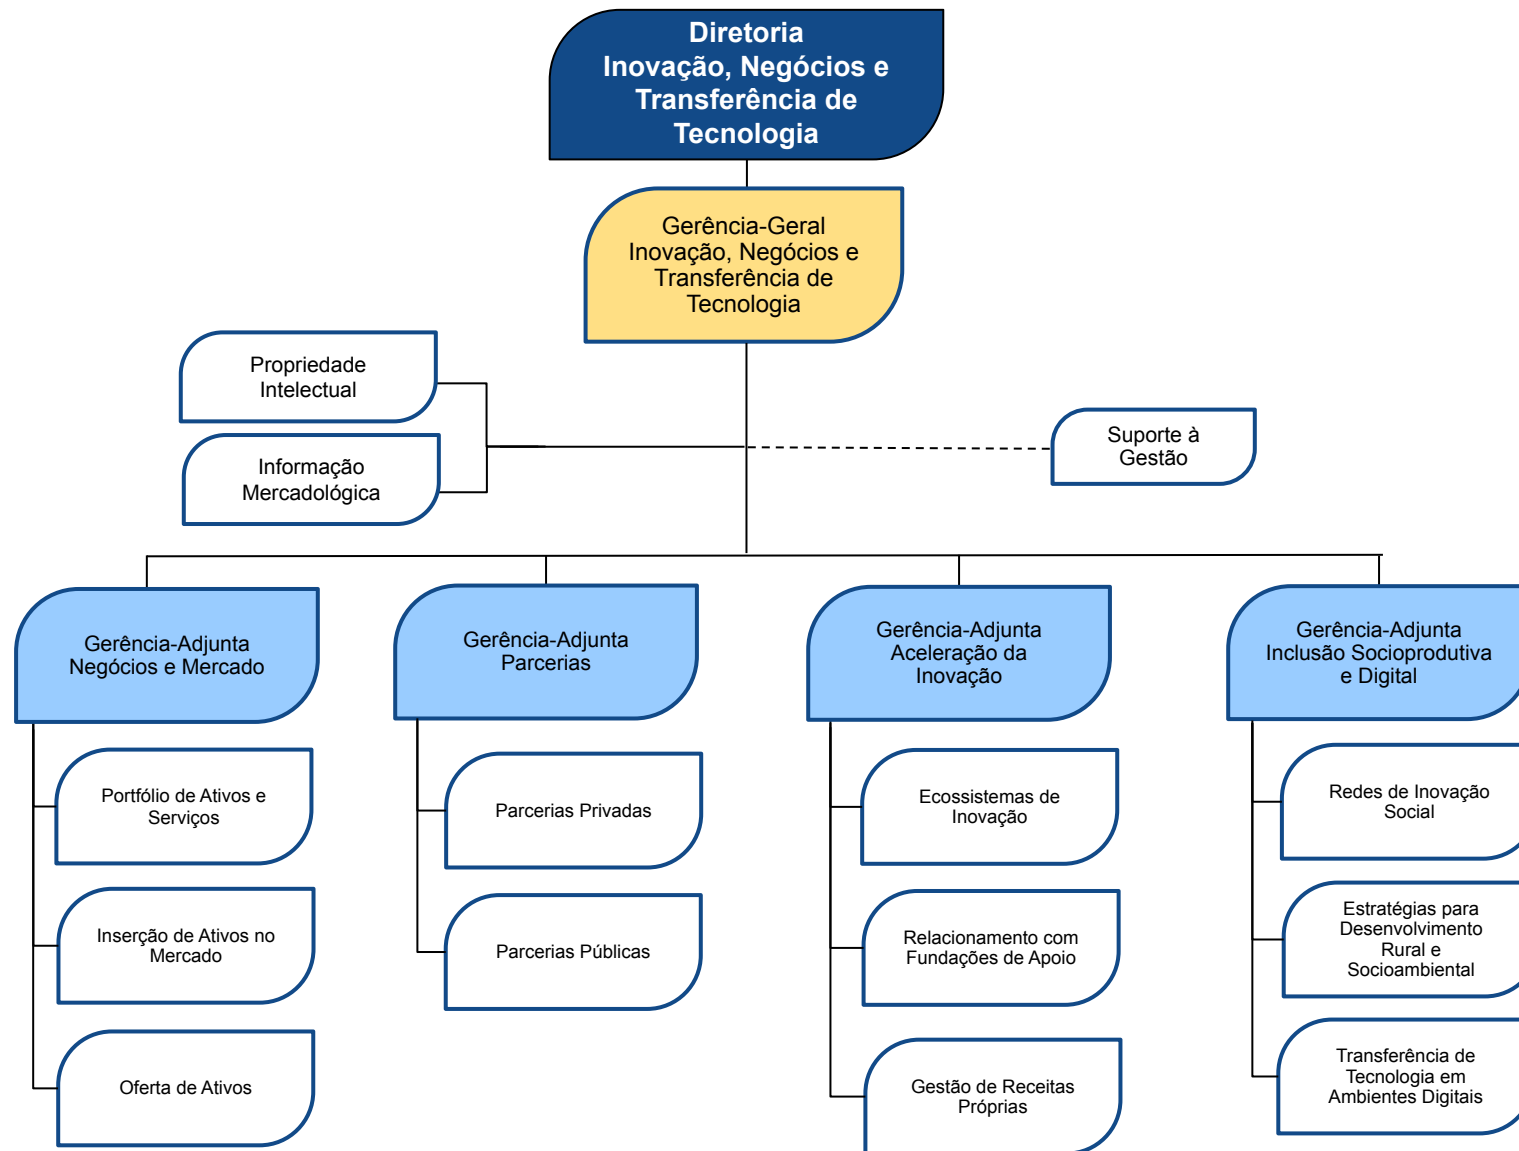 Diretoria
Inovação, Negócios e
Transferência de
Tecnologia
Gerência-Geral
Inovação, Negócios e
Transferência de
Tecnologia
Propriedade
Intelectual
Informação
Mercadológica
Suporte à
Gestão
Gerência-Adjunta
Negócios e Mercado
Gerência-Adjunta
Parcerias
Gerência-Adjunta
Aceleração da
Inovação
Gerência-Adjunta
Inclusão Socioprodutiva
e Digital
Portfólio de Ativos e
Serviços
Inserção de Ativos no
Mercado
Oferta de Ativos
Parcerias Privadas
Parcerias Públicas
Ecossistemas de
Inovação
Relacionamento com
Fundações de Apoio
Gestão de Receitas
Próprias
Redes de Inovação
Social
Estratégias para
Desenvolvimento
Rural e
Socioambiental
Transferência de
Tecnologia em
Ambientes Digitais